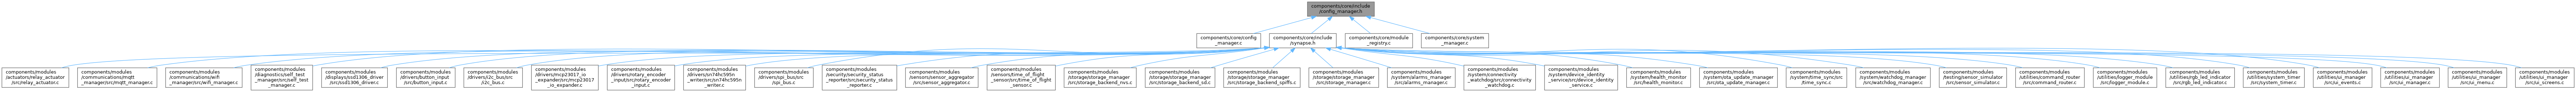 components/core/include
/config_manager.h
components/core/config
_manager.c
components/core/include
/synapse.h
components/core/module
_registry.c
components/core/system
_manager.c
components/modules
/actuators/relay_actuator
/src/relay_actuator.c
components/modules
/communications/mqtt
_manager/src/mqtt_manager.c
components/modules
/communications/wifi
_manager/src/wifi_manager.c
components/modules
/diagnostics/self_test
_manager/src/self_test
_manager.c
components/modules
/displays/ssd1306_driver
/src/ssd1306_driver.c
components/modules
/drivers/button_input
/src/button_input.c
components/modules
/drivers/i2c_bus/src
/i2c_bus.c
components/modules
/drivers/mcp23017_io
_expander/src/mcp23017
_io_expander.c
components/modules
/drivers/rotary_encoder
_input/src/rotary_encoder
_input.c
components/modules
/drivers/sn74hc595n
_writer/src/sn74hc595n
_writer.c
components/modules
/drivers/spi_bus/src
/spi_bus.c
components/modules
/security/security_status
_reporter/src/security_status
_reporter.c
components/modules
/sensors/sensor_aggregator
/src/sensor_aggregator.c
components/modules
/sensors/time_of_flight
_sensor/src/time_of_flight
_sensor.c
components/modules
/storage/storage_manager
/src/storage_backend_nvs.c
components/modules
/storage/storage_manager
/src/storage_backend_sd.c
components/modules
/storage/storage_manager
/src/storage_backend_spiffs.c
components/modules
/storage/storage_manager
/src/storage_manager.c
components/modules
/system/alarms_manager
/src/alarms_manager.c
components/modules
/system/connectivity
_watchdog/src/connectivity
_watchdog.c
components/modules
/system/device_identity
_service/src/device_identity
_service.c
components/modules
/system/health_monitor
/src/health_monitor.c
components/modules
/system/ota_update_manager
/src/ota_update_manager.c
components/modules
/system/time_sync/src
/time_sync.c
components/modules
/system/watchdog_manager
/src/watchdog_manager.c
components/modules
/testing/sensor_simulator
/src/sensor_simulator.c
components/modules
/utilities/command_router
/src/command_router.c
components/modules
/utilities/logger_module
/src/logger_module.c
components/modules
/utilities/rgb_led_indicator
/src/rgb_led_indicator.c
components/modules
/utilities/system_timer
/src/system_timer.c
components/modules
/utilities/ui_manager
/src/ui_events.c
components/modules
/utilities/ui_manager
/src/ui_manager.c
components/modules
/utilities/ui_manager
/src/ui_menu.c
components/modules
/utilities/ui_manager
/src/ui_screens.c